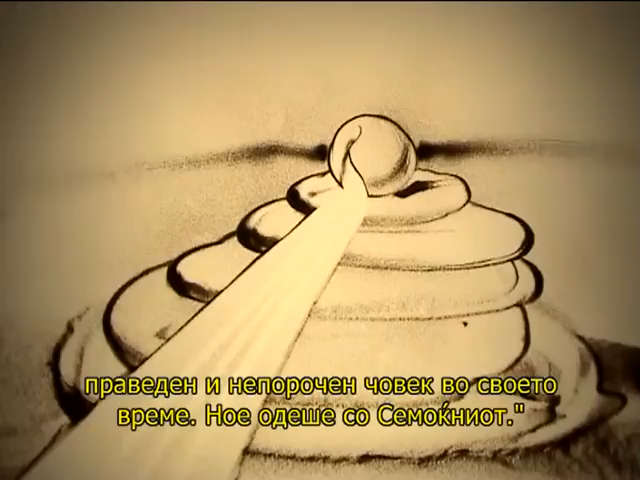 праведен и непорочен човек во своето
време. Ное одеше со Семоќниот."